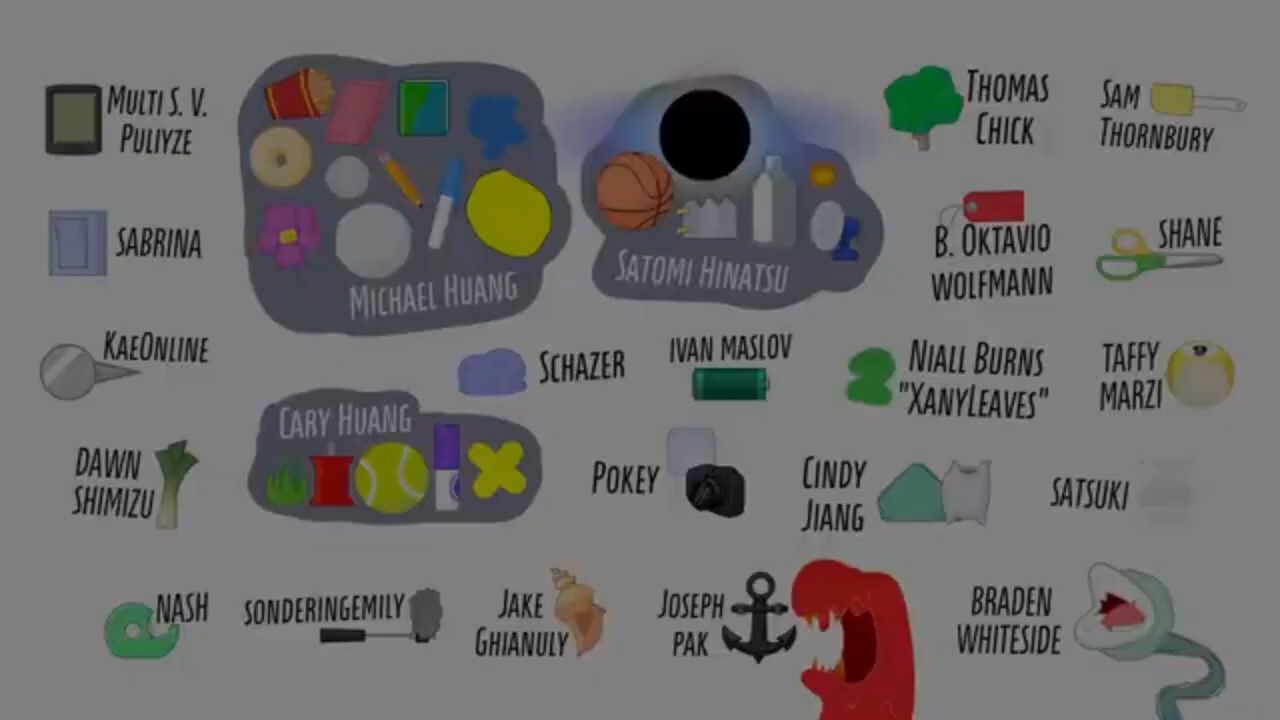 MULTI S. V.
PULIYZE
THOMAS
CHICK
SAM
THORNBURY
SABRINA
MICHAEL HUANG
SATOMI HINATSU
B. OKTAVIO
WOLFMANN
SHANE
KAEONLINE
SCHAZER
IVAN MASLOV
NIALL BURNS
"XANYLEAVES"
TAFFY
MARZI
CARY HUANG
DAWN
SHIMIZU
POKEY
CINDY
JIANG
SATSUKI
NASH
SONDERINGEMILY
JAKE
GHIANULY
JOSEPH
PAK
BRADEN
WHITESIDE